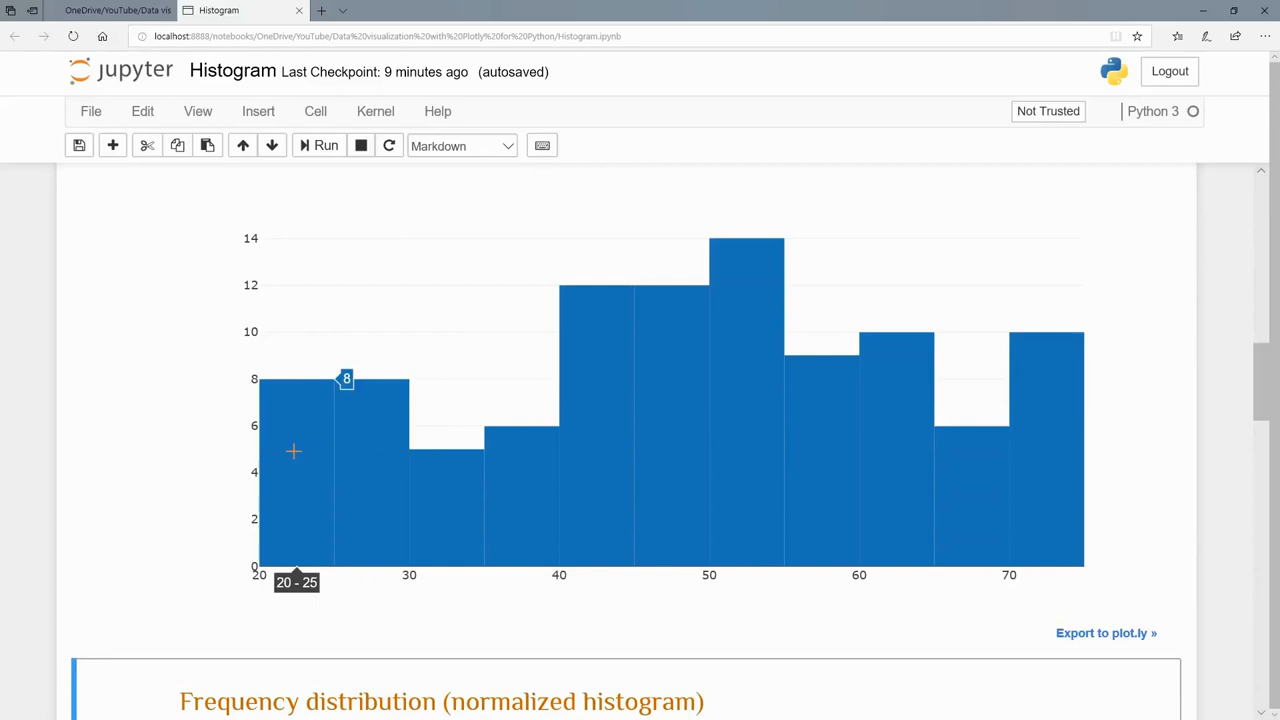 OneDrive/YouTube/Data vis
Histogram
localhost:8888/notebooks/OneDrive/YouTube/Data%20visualization%20with%20Plotly%20for%20Python/Histogram.ipynb
jupyter Histogram Last Checkpoint: 9 minutes ago (autosaved)
Logout
File Edit View Insert Cell Kernel Help
Not Trusted
Python 3
Run
Markdown
14
12
10
8
6
4
2
0
8
20 30 40 50 60 70
20 - 25
Export to plot.ly »
Frequency distribution (normalized histogram)